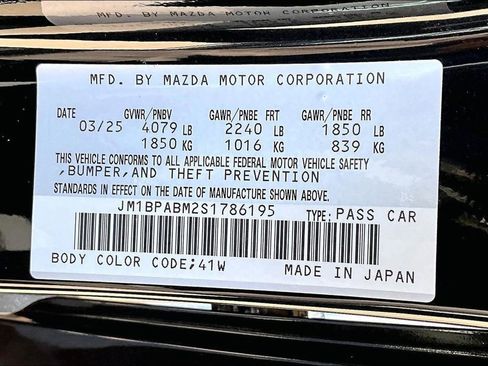 MFD. BY MAZDA MOTOR CORPORATION
DATE GVWR/PNBV GAWR/PNBE FRT GAWR/PNBE RR
03/25 4079 LB 2240 LB 1850 LB
1850 KG 1016 KG 839 KG
THIS VEHICLE CONFORMS TO ALL APPLICABLE FEDERAL MOTOR VEHICLE SAFETY
,BUMPER,AND THEFT PREVENTION
STANDARDS IN EFFECT ON THE DATE OF MANUFACTURE SHOWN ABOVE.
JM1BPABM2S1786195 TYPE: PASS CAR
BODY COLOR CODE;41W MADE IN JAPAN